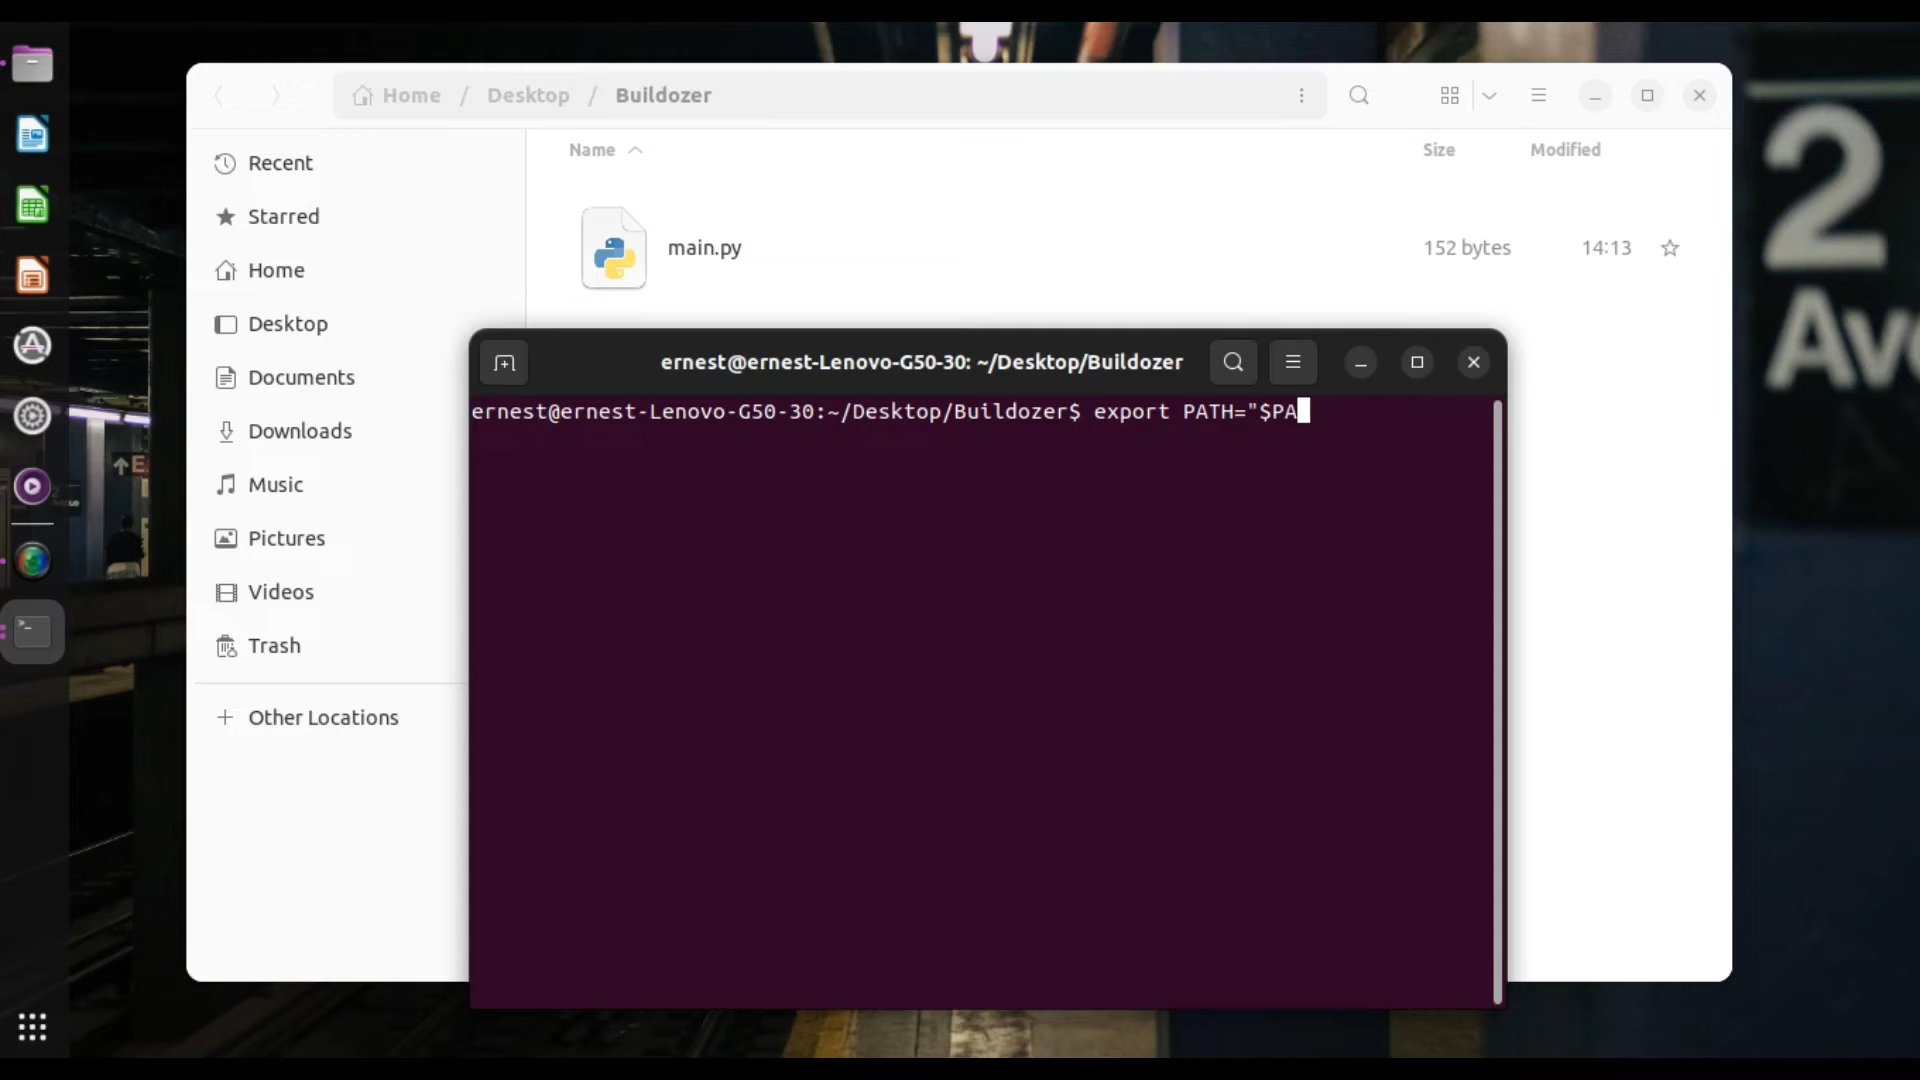 Home / Desktop / Buildozer
Name
Size
Modified
Recent
Starred
Home
Desktop
Documents
Downloads
Music
Pictures
Videos
Trash
Other Locations
main.py
152 bytes
14:13
ernest@ernest-Lenovo-G50-30: ~/Desktop/Buildozer
ernest@ernest-Lenovo-G50-30:~/Desktop/Buildozer$ export PATH="$PA
2
Ave